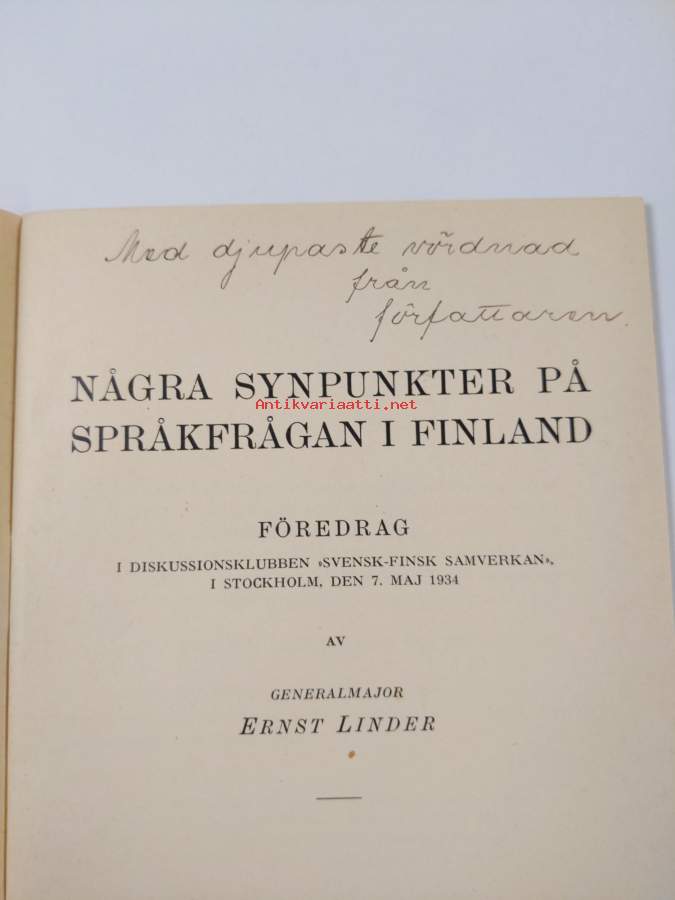 Med djupaste vördnad
från
författaren.
NÅGRA SYNPUNKTER PÅ
Antikvariaatti.net
SPRÅKFRÅGAN I FINLAND
FÖREDRAG
I DISKUSSIONSKLUBBEN »SVENSK-FINSK SAMVERKAN»,
I STOCKHOLM, DEN 7. MAJ 1934
AV
GENERALMAJOR
ERNST LINDER